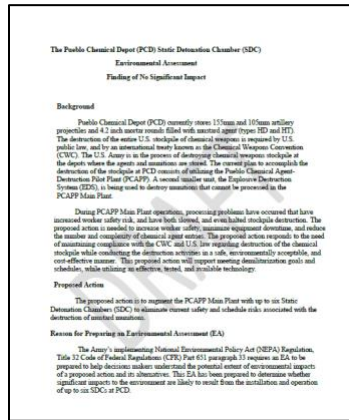 The Pueblo Chemical Depot (PCD) Static Detonation Chamber (SDC)
Environmental Assessment
Finding of No Significant Impact
Background
Pueblo Chemical Depot (PCD) currently stores 155mm and 105mm artillery
projectiles and 4.2 inch mortar rounds filled with mustard agent (types HD and HT).
The destruction of the entire U.S. stockpile of chemical weapons is required by U.S.
public law, and by an international treaty known as the Chemical Weapons Convention
(CWC). The U.S. Army is in the process of destroying chemical weapons stockpile at
the depots where the agents and munitions are stored. The current plan to accomplish the
destruction of the stockpile at PCD consists of utilizing the Pueblo Chemical Agent-
Destruction Pilot Plant (PCAPP). A second smaller unit, the Explosive Destruction
System (EDS), is being used to destroy munitions that cannot be processed in the
PCAPP Main Plant.
During PCAPP Main Plant operations, processing problems have occurred that have
increased worker safety risk, and have both slowed, and even halted stockpile destruction. The
proposed action is needed to increase worker safety, minimize equipment downtime, and reduce
the number and complexity of chemical agent entries. The proposed action responds to the need
of maintaining compliance with the CWC and U.S. law regarding destruction of the chemical
stockpile while conducting the destruction activities in a safe, environmentally acceptable, and
cost-effective manner. This proposed action will support meeting demilitarization goals and
schedules, while utilizing an effective, tested, and available technology.
Proposed Action
The proposed action is to augment the PCAPP Main Plant with up to six Static
Detonation Chambers (SDC) to eliminate current safety and schedule risks associated with the
destruction of mustard munitions.
Reason for Preparing an Environmental Assessment (EA)
The Army's implementing National Environmental Policy Act (NEPA) Regulation,
Title 32 Code of Federal Regulations (CFR) Part 651 paragraph 33 requires an EA to be
prepared to help decisions makers understand the potential extent of environmental impacts
of a proposed action and its alternatives. This EA has been prepared to determine whether
significant impacts to the environment are likely to result from the installation and operation
of up to six SDCs at PCD.
DRAFT